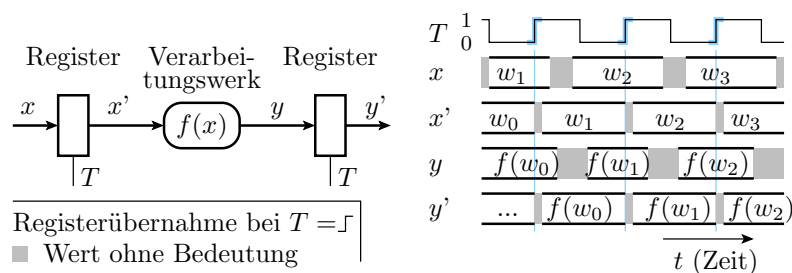 Register Verarbei- Register
tungswerk
x x' f(x) y y'
T T
Registerübernahme bei T =
Wert ohne Bedeutung
T 1
0
x w₁ w₂ w₃
x' w₀ w₁ w₂ w₃
y f(w₀) f(w₁) f(w₂)
y' ... f(w₀) f(w₁) f(w₂)
t (Zeit)